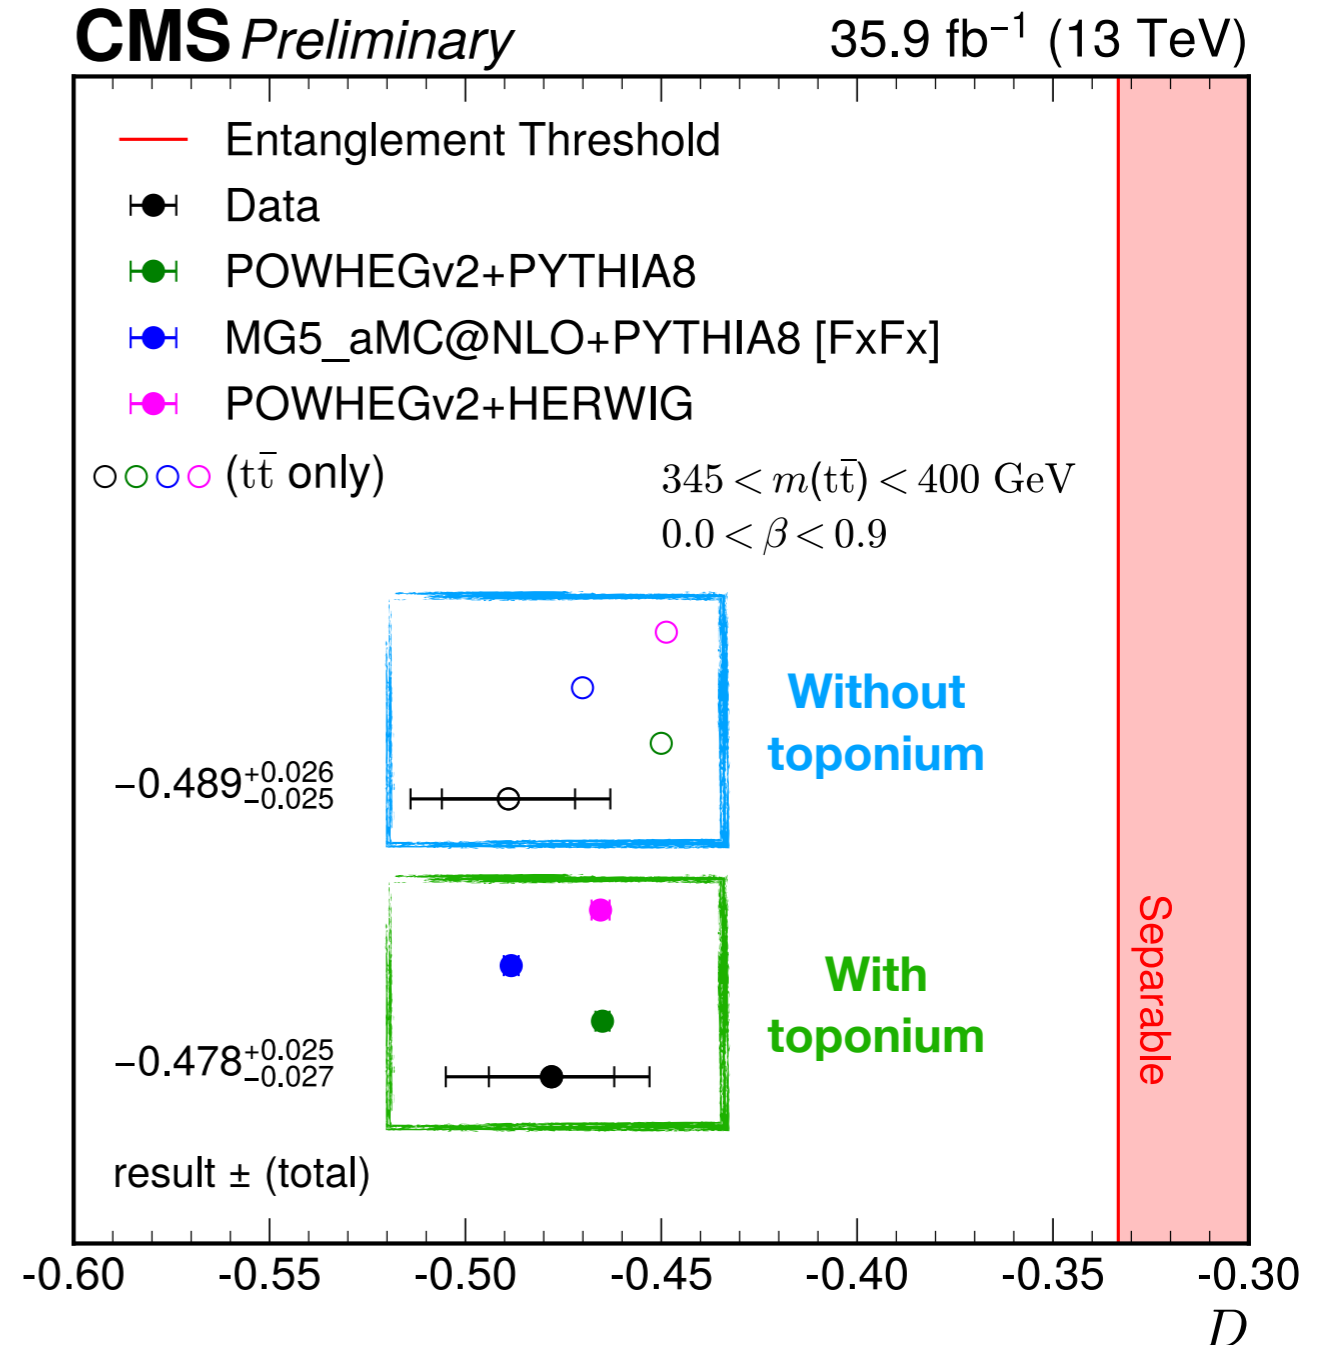 CMS Preliminary 35.9 fb⁻¹ (13 TeV)
Entanglement Threshold
Data
POWHEGv2+PYTHIA8
MG5_aMC@NLO+PYTHIA8 [FxFx]
POWHEGv2+HERWIG
(tt̄ only)
345 < m(tt̄) < 400 GeV
0.0 < β < 0.9
Without
toponium
−0.489 +0.026 −0.025
With
toponium
−0.478 +0.025 −0.027
Separable
result ± (total)
-0.60 -0.55 -0.50 -0.45 -0.40 -0.35 -0.30
D